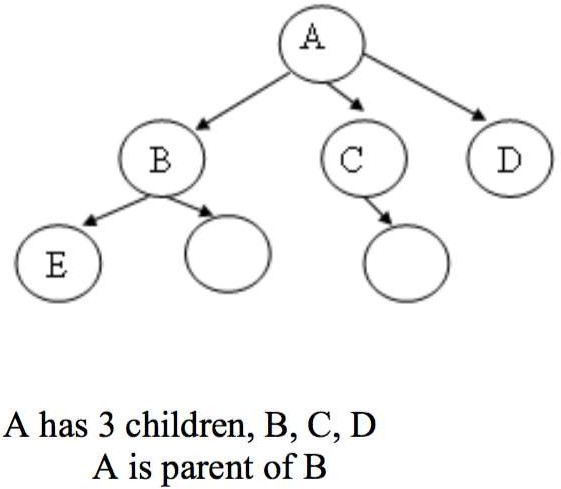 A
B
C
D
E
A has 3 children, B, C, D
A is parent of B